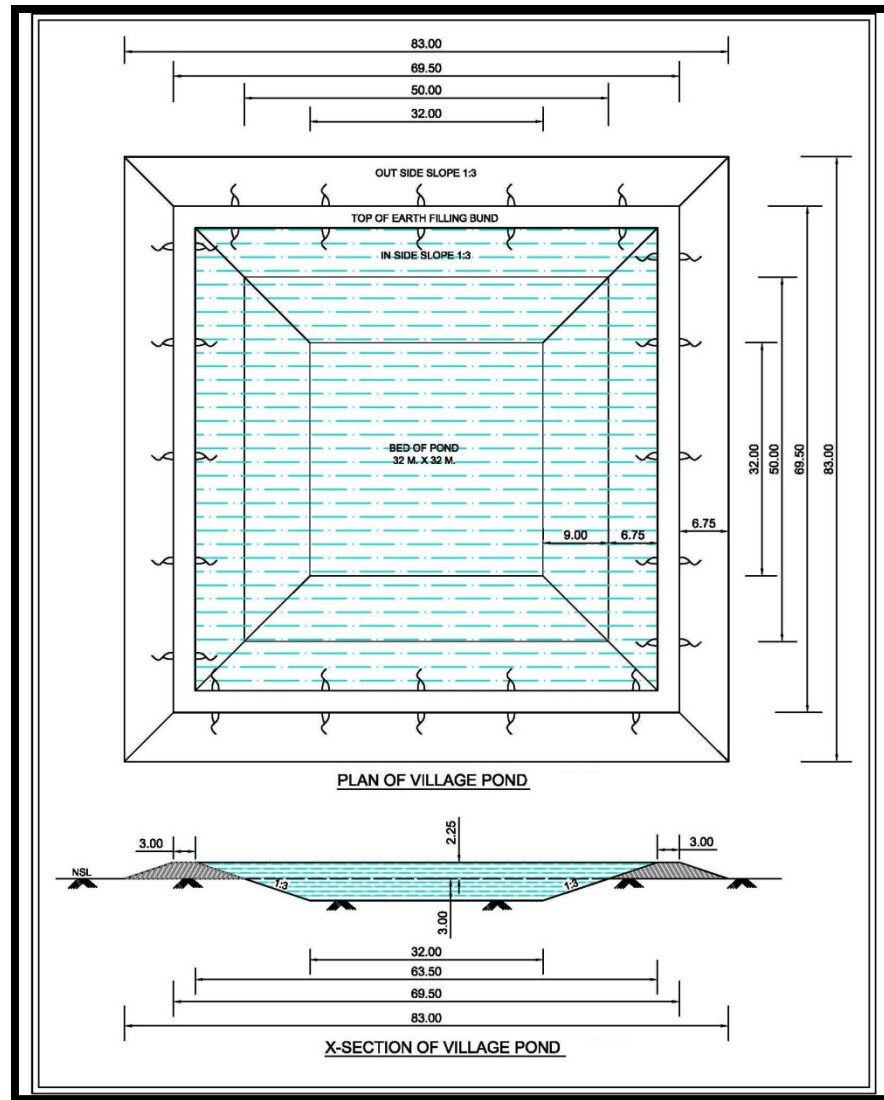 83.00
69.50
50.00
32.00
OUT SIDE SLOPE 1:3
TOP OF EARTH FILLING BUND
IN SIDE SLOPE 1:3
BED OF POND
32 M. X 32 M.
9.00
6.75
6.75
32.00
50.00
69.50
83.00
PLAN OF VILLAGE POND
3.00
2.25
3.00
NSL
1:3
1:3
3.00
32.00
63.50
69.50
83.00
X-SECTION OF VILLAGE POND